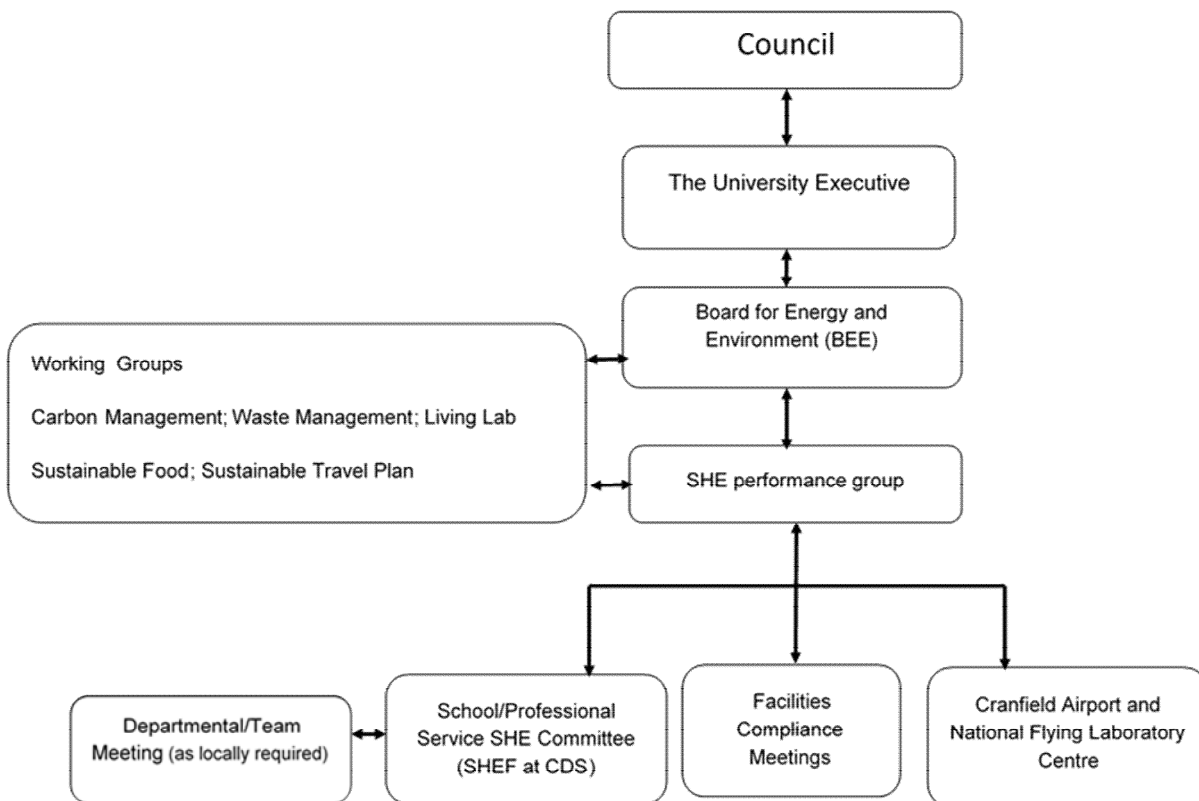 Council
The University Executive
Board for Energy and
Environment (BEE)
Working Groups
Carbon Management; Waste Management; Living Lab
Sustainable Food; Sustainable Travel Plan
SHE performance group
Departmental/Team
Meeting (as locally required)
School/Professional
Service SHE Committee
(SHEF at CDS)
Facilities
Compliance
Meetings
Cranfield Airport and
National Flying Laboratory
Centre